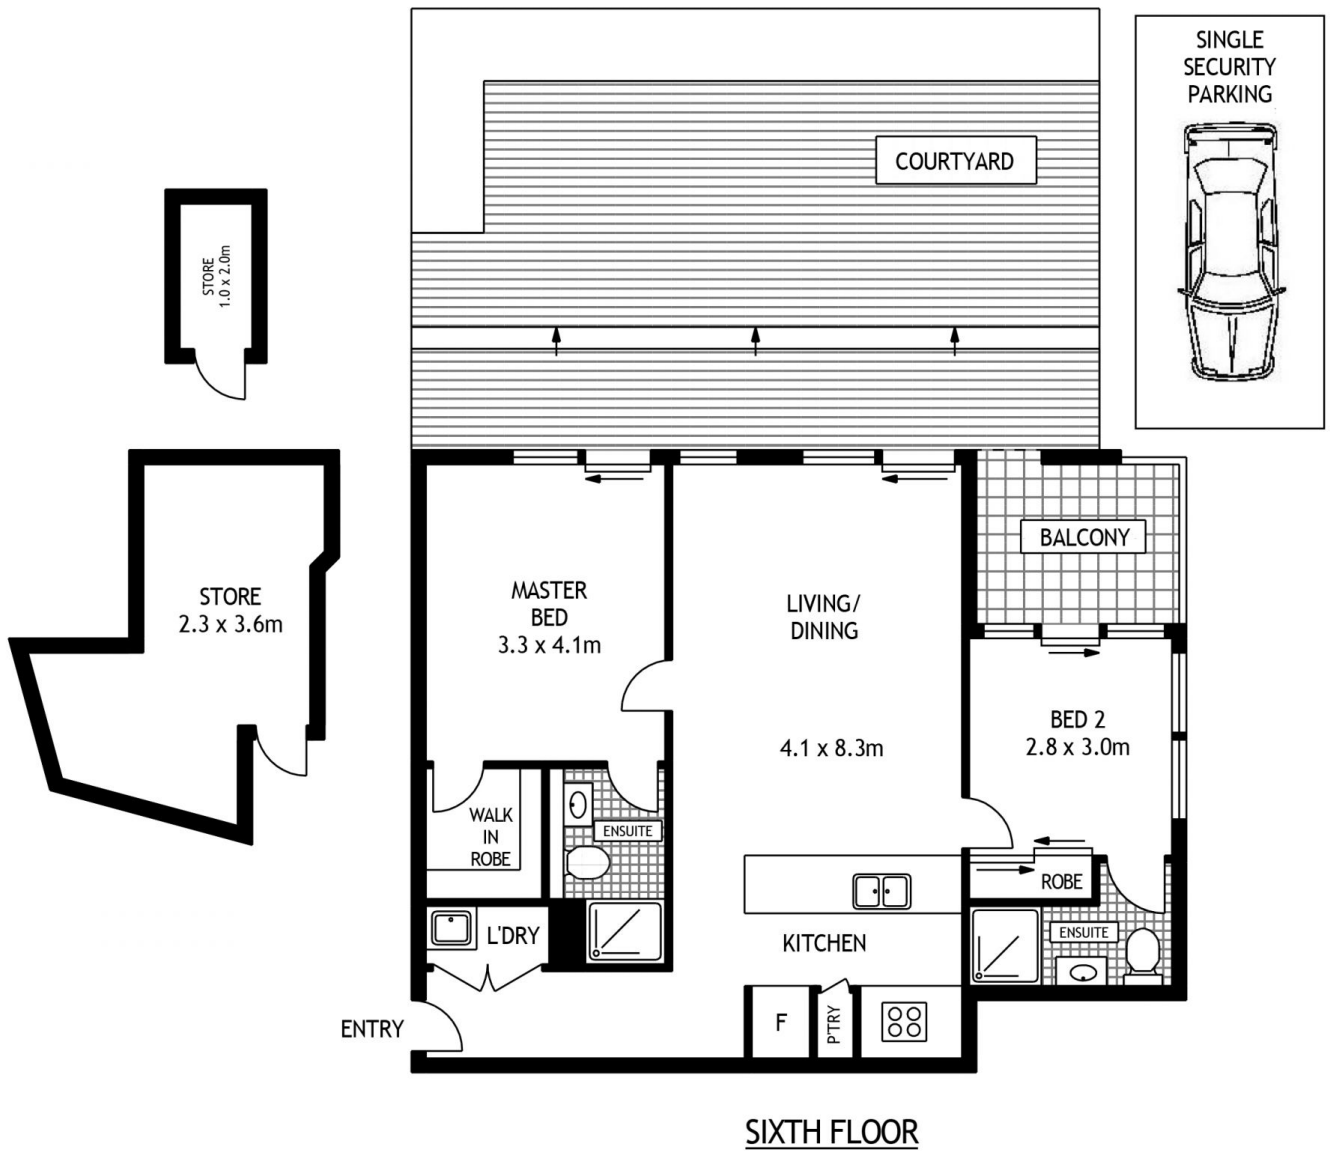 SINGLE
SECURITY
PARKING
COURTYARD
STORE
1.0 x 2.0m
STORE
2.3 x 3.6m
MASTER
BED
3.3 x 4.1m
LIVING/
DINING
4.1 x 8.3m
BALCONY
BED 2
2.8 x 3.0m
WALK
IN
ROBE
ENSUITE
ROBE
L'DRY
KITCHEN
ENSUITE
ENTRY
F
P'TRY
SIXTH FLOOR